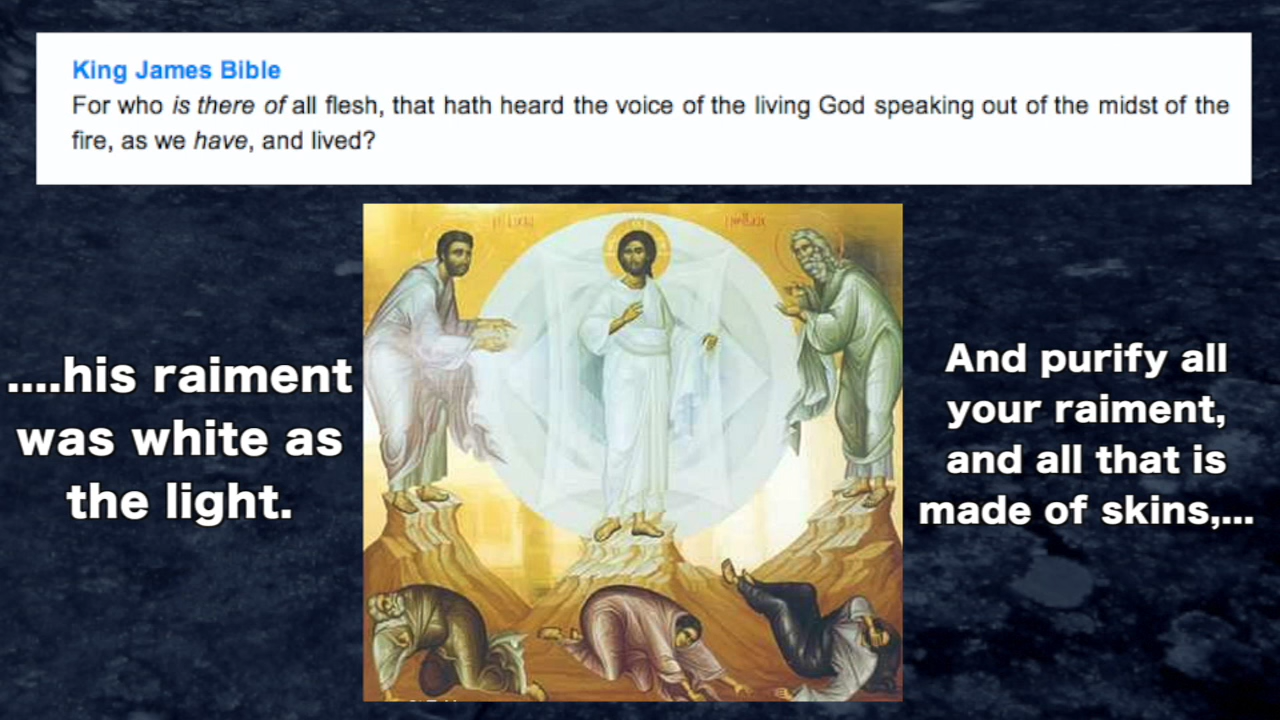 King James Bible
For who is there of all flesh, that hath heard the voice of the living God speaking out of the midst of the
fire, as we have, and lived?
....his raiment
was white as
the light.
And purify all
your raiment,
and all that is
made of skins,...